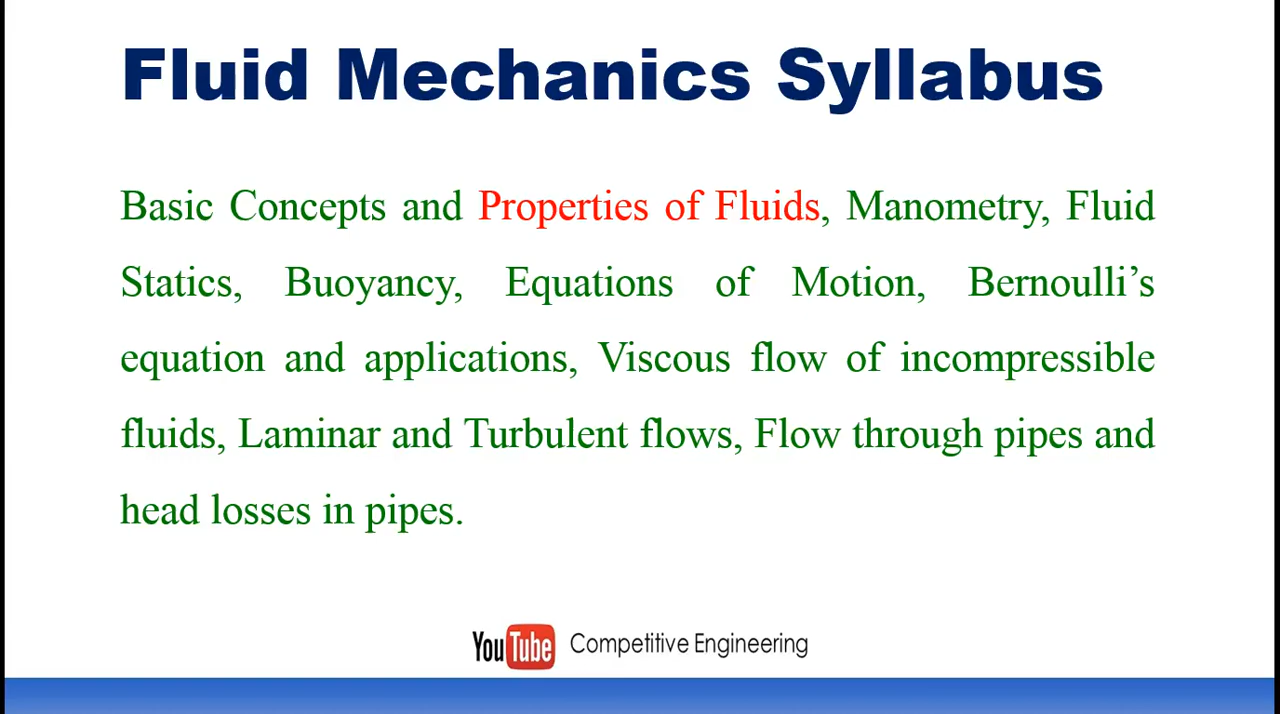 Fluid Mechanics Syllabus
Basic Concepts and Properties of Fluids, Manometry, Fluid
Statics, Buoyancy, Equations of Motion, Bernoulli’s
equation and applications, Viscous flow of incompressible
fluids, Laminar and Turbulent flows, Flow through pipes and
head losses in pipes.
YouTube Competitive Engineering